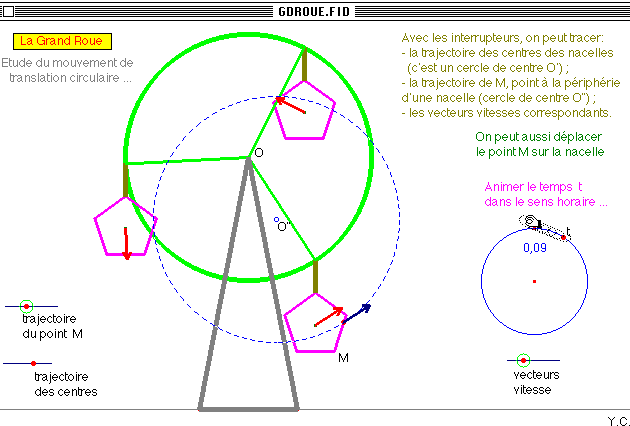 GDROUE.FID
La Grand Roue
Etude du mouvement de
translation circulaire ...
Avec les interrupteurs, on peut tracer:
- la trajectoire des centres des nacelles
(c'est un cercle de centre O') ;
- la trajectoire de M, point à la périphérie
d'une nacelle (cercle de centre O") ;
- les vecteurs vitesses correspondants.
On peut aussi déplacer
le point M sur la nacelle
Animer le temps t
dans le sens horaire ...
t
0,09
O
O"
M
trajectoire
du point M
trajectoire
des centres
vecteurs
vitesse
Y.C.